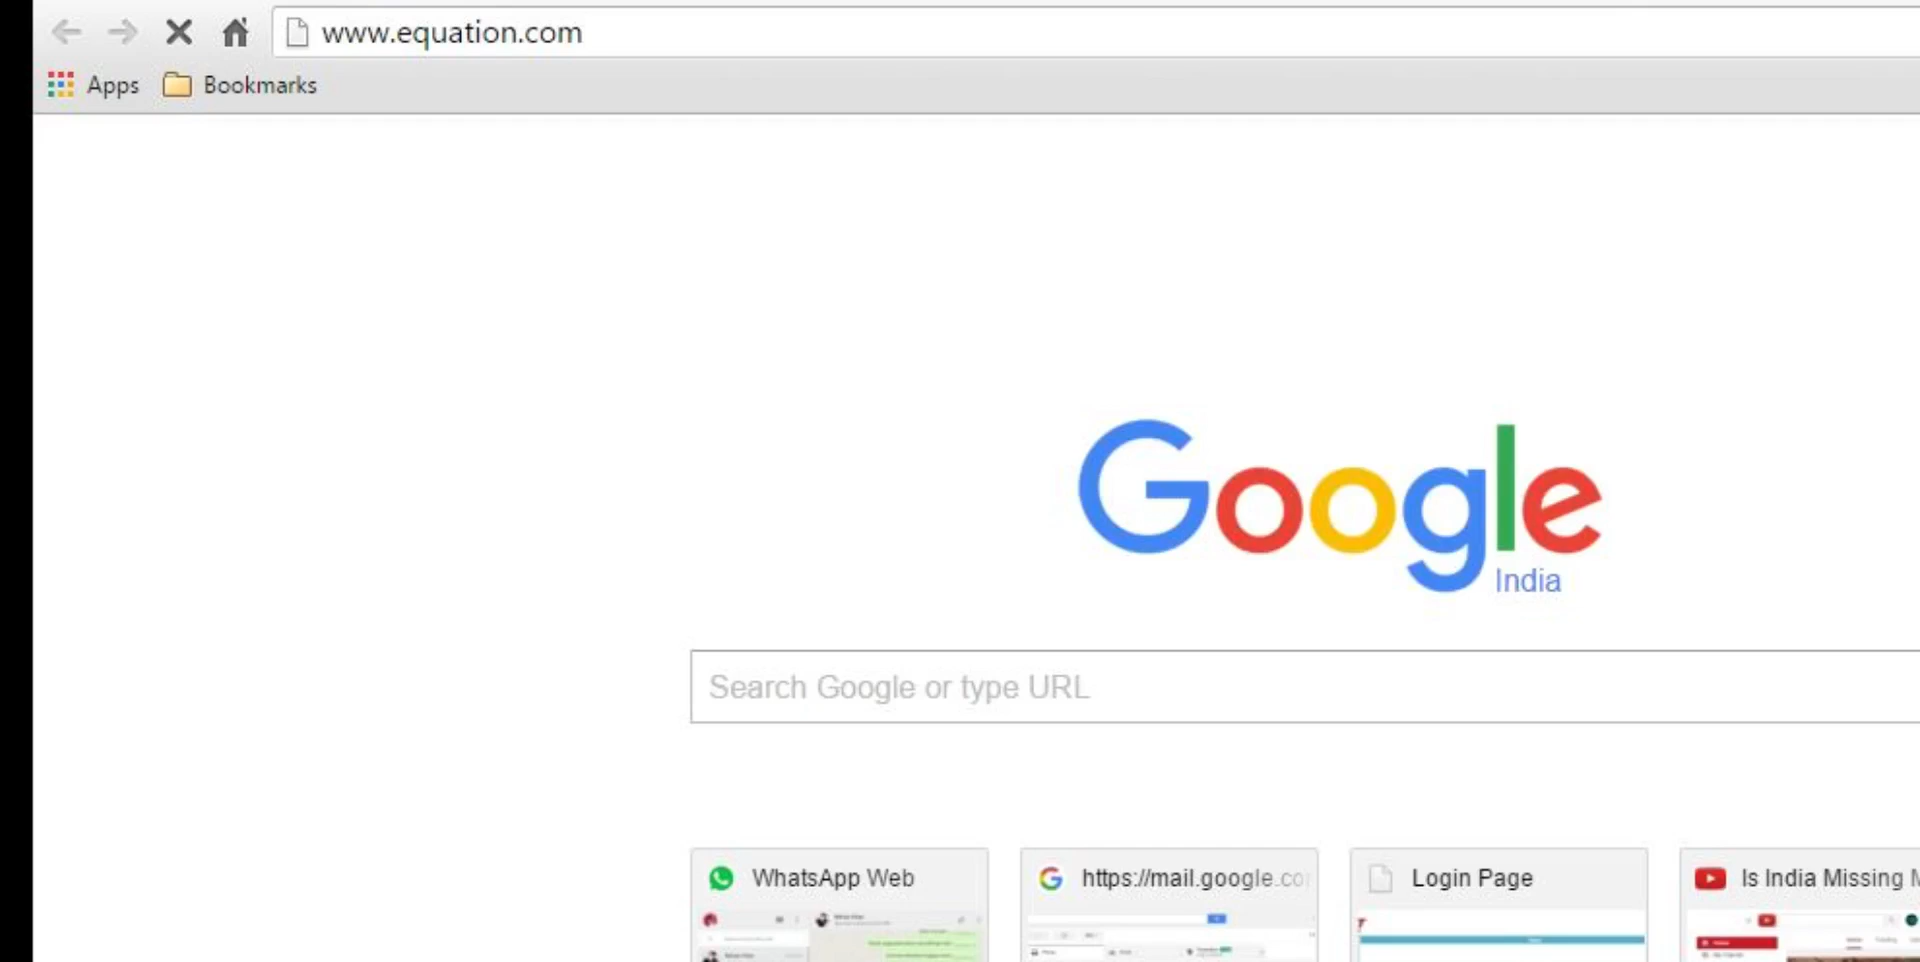 www.equation.com
Apps Bookmarks
Google
India
Search Google or type URL
WhatsApp Web
https://mail.google.co
Login Page
Is India Missing